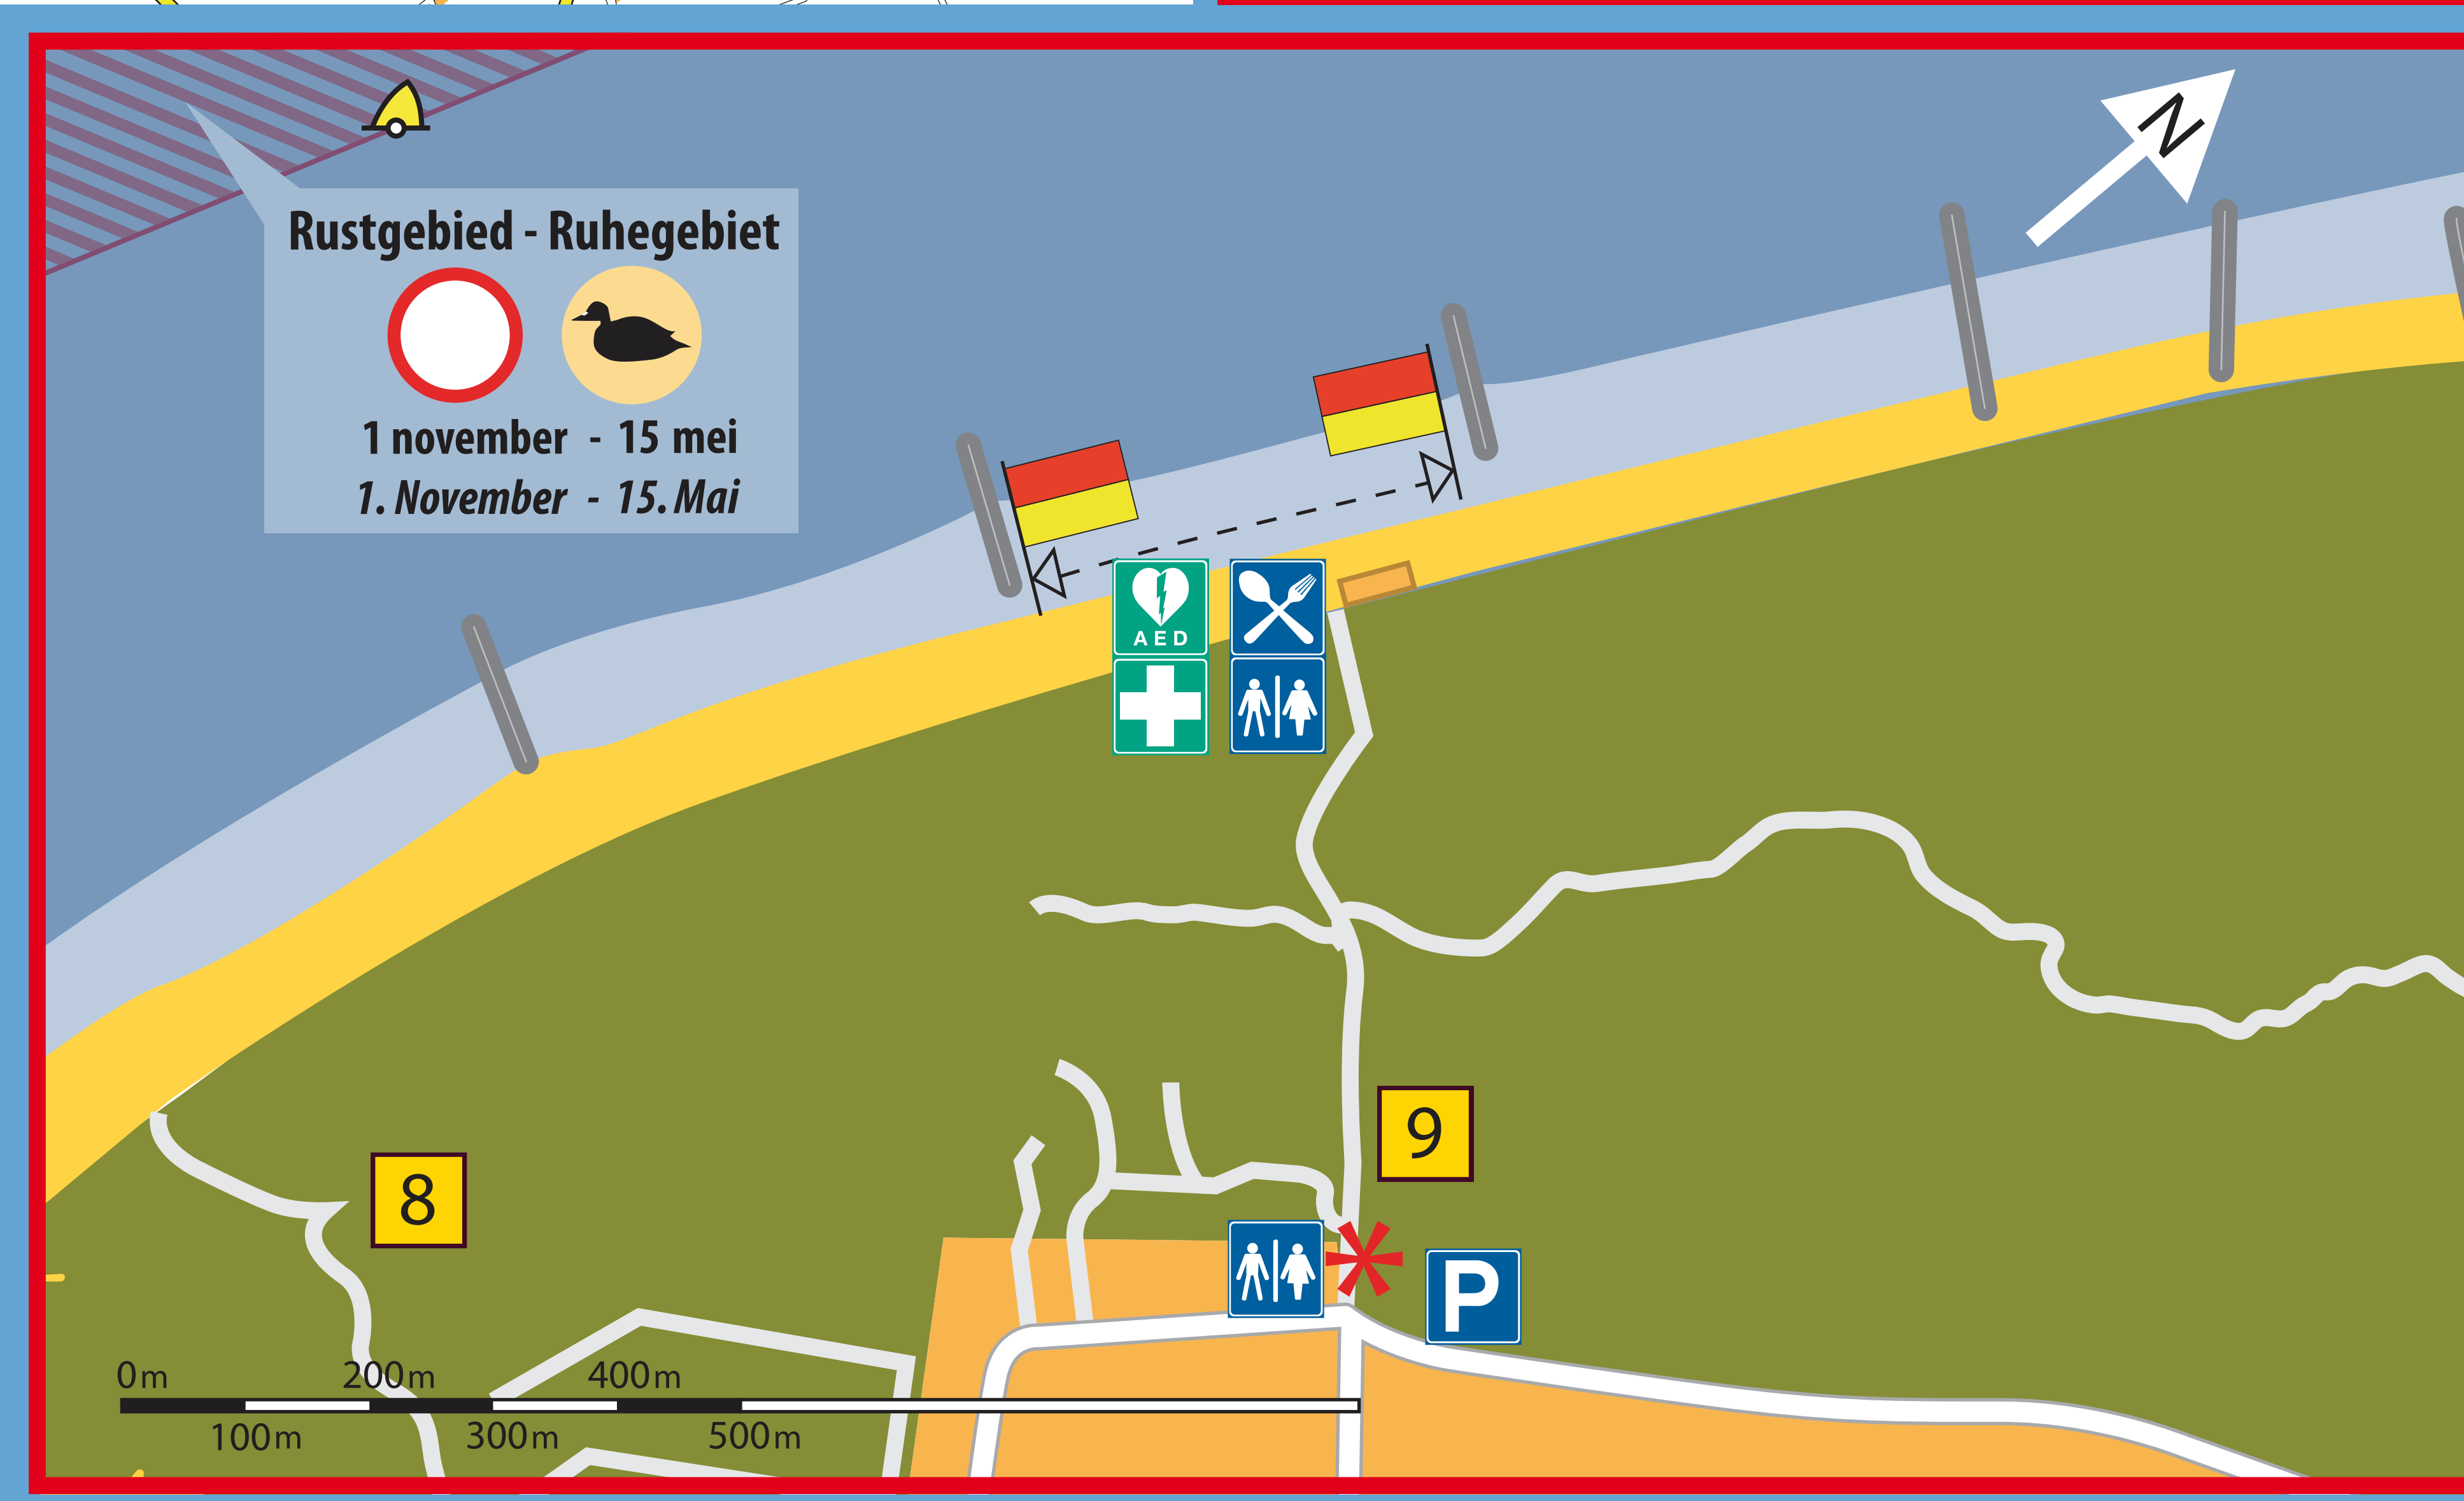 N
Rustgebied - Ruhegebiet
1 november - 15 mei
1. November - 15. Mai
AED
9
8
P
0m 200m 400m
100m 300m 500m